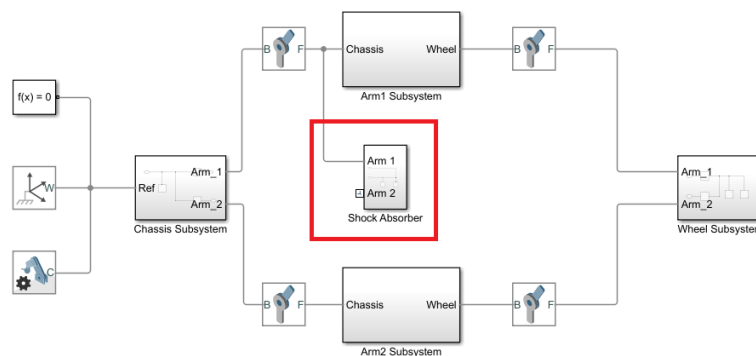 B F
Chassis Wheel
B F
Arm1 Subsystem
f(x) = 0
Arm 1
Arm 2
Shock Absorber
W
Ref
Arm_1
Arm_2
Chassis Subsystem
Arm_1
Arm_2
Wheel Subsystem
C
B F
Chassis Wheel
B F
Arm2 Subsystem